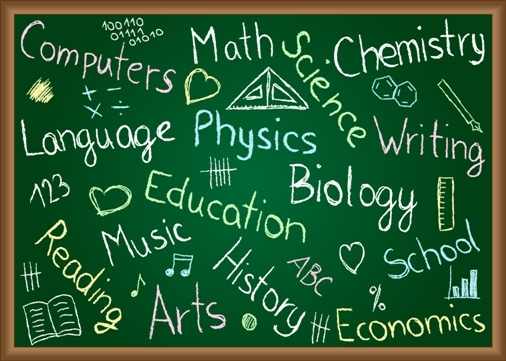 Computers
100110
01111
01010
Math
Science
Chemistry
+ -
× ÷
Language
Physics
Writing
123
Education
Biology
Reading
Music
History
ABC
School
Arts
%
Economics